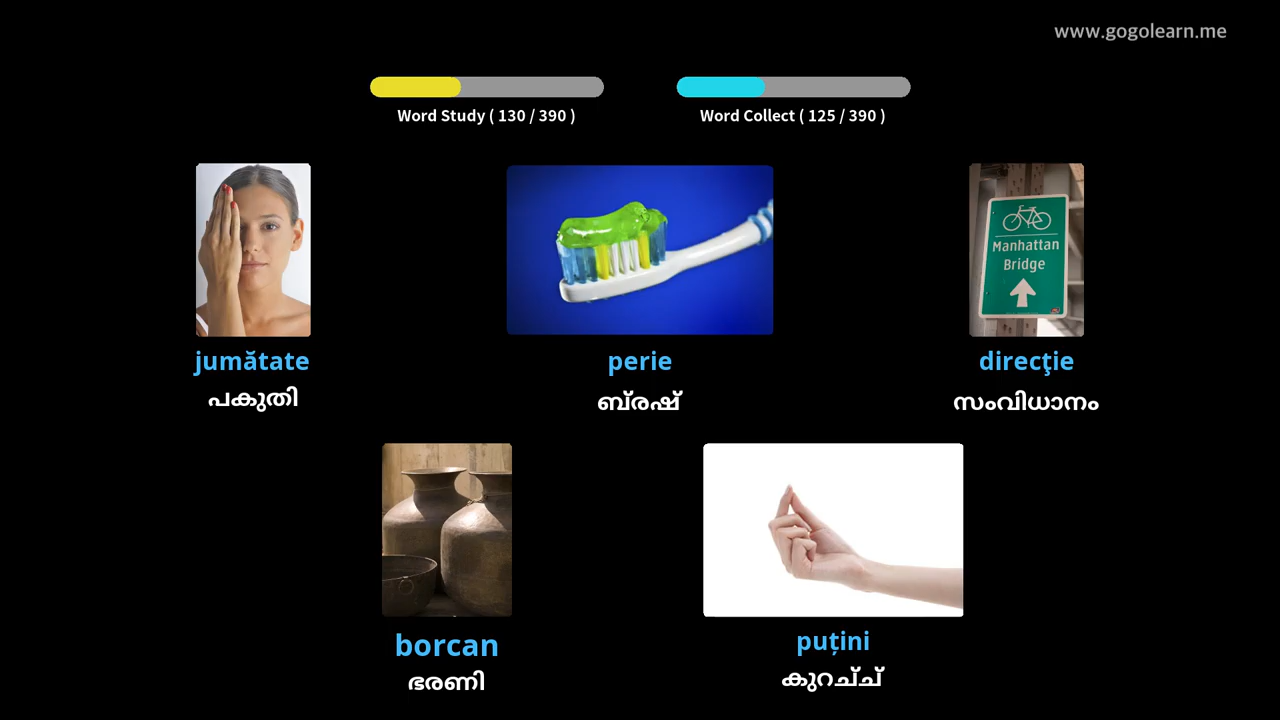 www.gogolearn.me
Word Study ( 130 / 390 )
Word Collect ( 125 / 390 )
Manhattan
Bridge
jumătate
perie
direcţie
പകുതി
ബ്രഷ്
സംവിധാനം
borcan
puțini
ഭരണി
കുറച്ച്